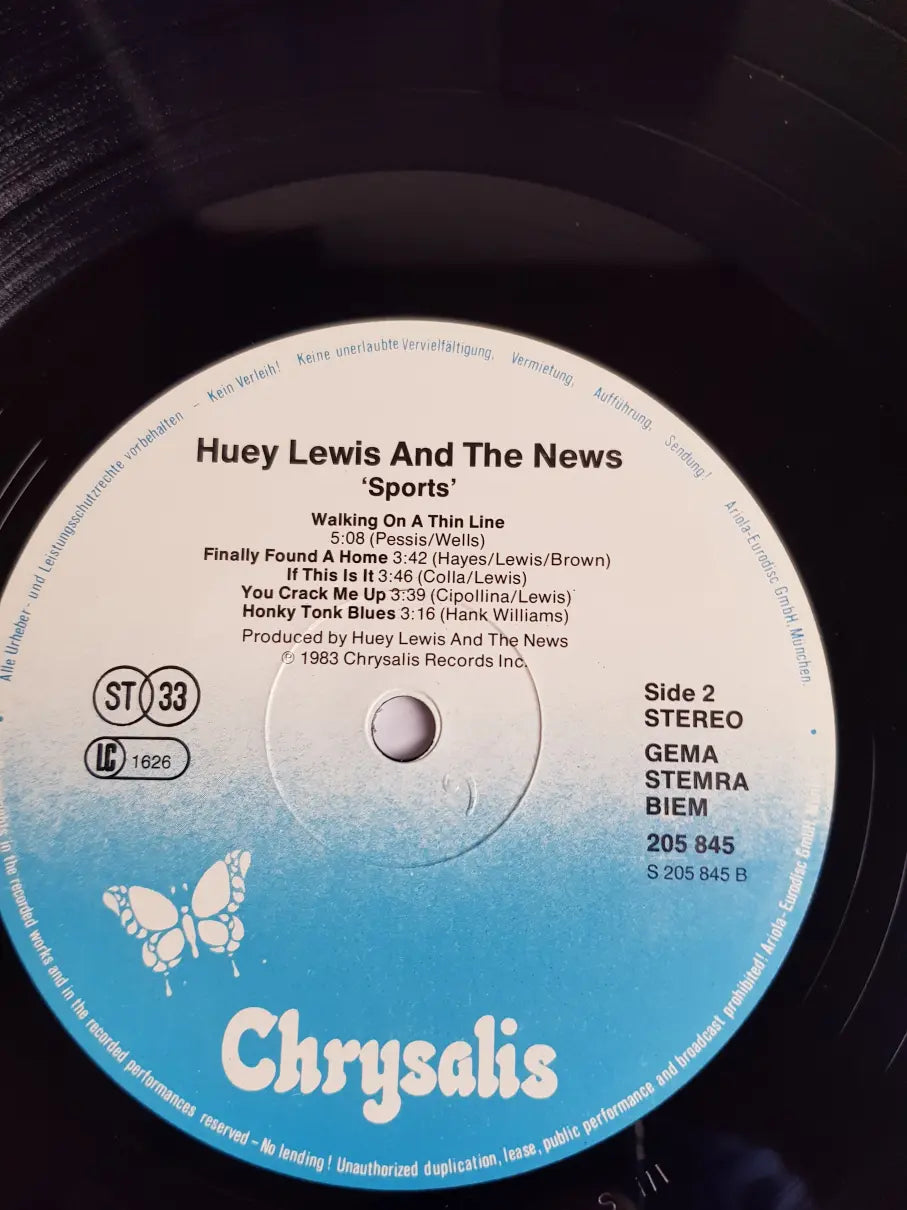 Alle Urheber- und Leistungsschutzrechte vorbehalten – Kein Verleih! Keine unerlaubte Vervielfältigung, Vermietung, Aufführung, Sendung! Ariola-Eurodisc GmbH, München.
Huey Lewis And The News
‘Sports’
Walking On A Thin Line
5:08 (Pessis/Wells)
Finally Found A Home 3:42 (Hayes/Lewis/Brown)
If This Is It 3:46 (Colla/Lewis)
You Crack Me Up 3:39 (Cipollina/Lewis)
Honky Tonk Blues 3:16 (Hank Williams)
Produced by Huey Lewis And The News
℗ 1983 Chrysalis Records Inc.
ST 33
LC 1626
Side 2
STEREO
GEMA
STEMRA
BIEM
205 845
S 205 845 B
Chrysalis
in the recorded works and in the recorded performances reserved – No lending! Unauthorized duplication, lease, public performance and broadcast prohibited! Ariola-Eurodisc GmbH